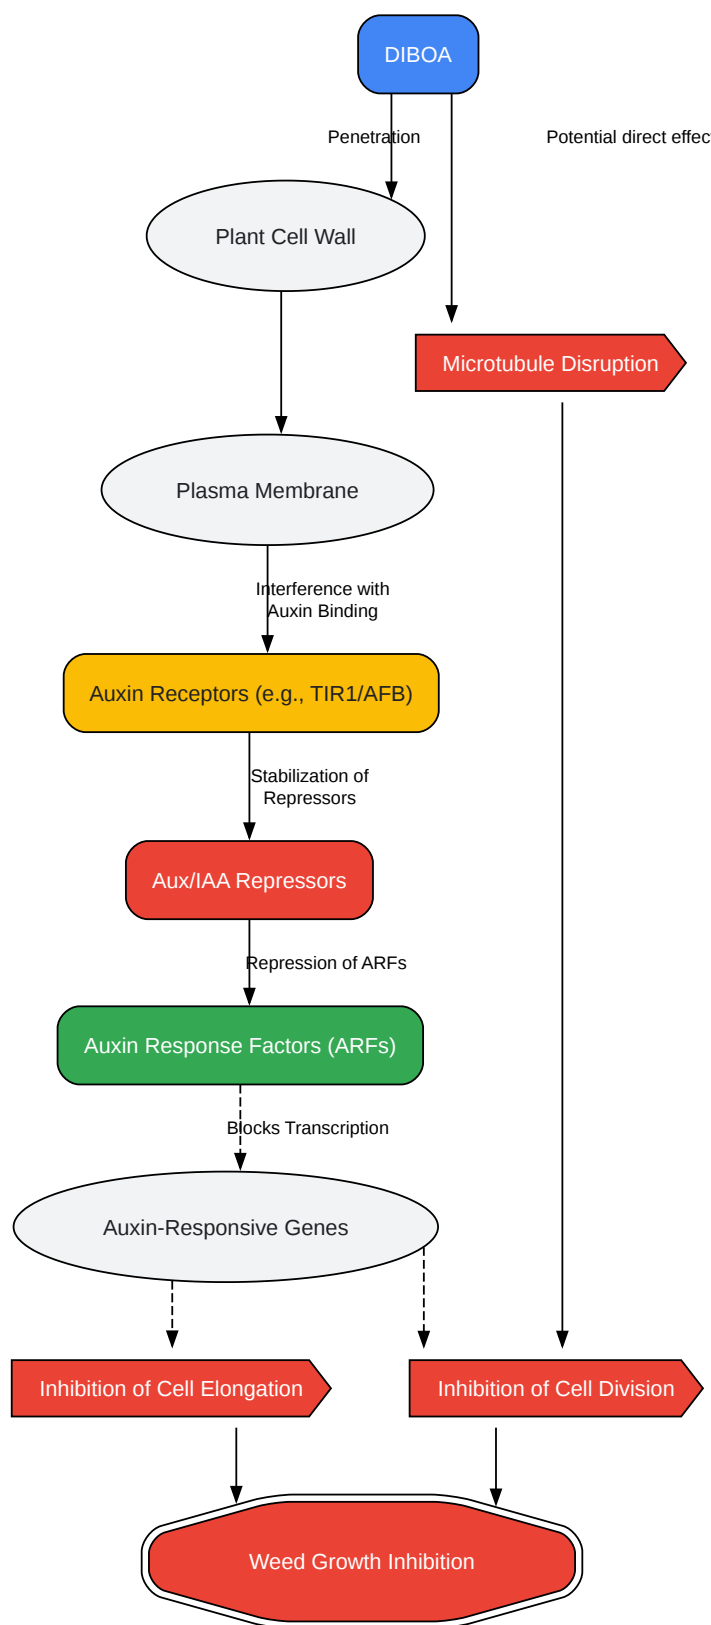 DIBOA
Penetration
Potential direct effec
Plant Cell Wall
Microtubule Disruption
Plasma Membrane
Interference with
Auxin Binding
Auxin Receptors (e.g., TIR1/AFB)
Stabilization of
Repressors
Aux/IAA Repressors
Repression of ARFs
Auxin Response Factors (ARFs)
Blocks Transcription
Auxin-Responsive Genes
Inhibition of Cell Elongation
Inhibition of Cell Division
Weed Growth Inhibition